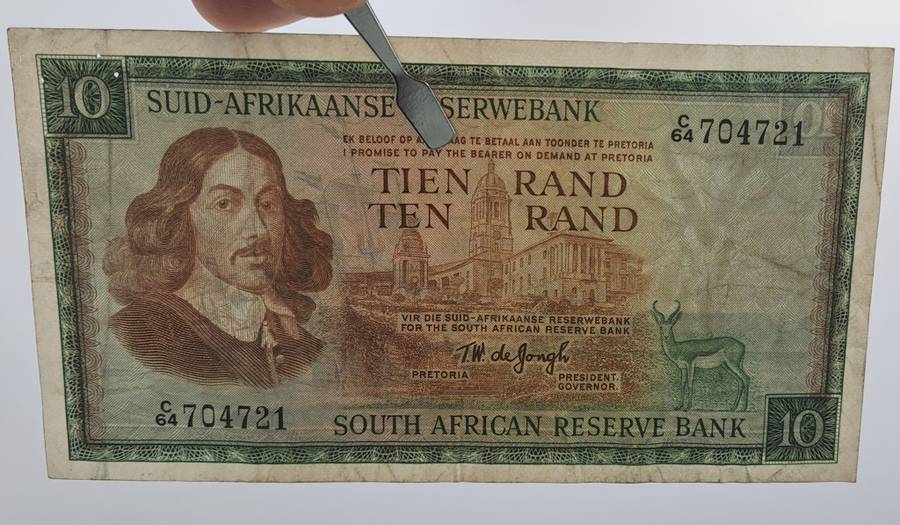 10
SUID-AFRIKAANSE SERWEBANK
C/64 704721
10
EK BELOOF OP TE BETAAL AAN TOONDER TE PRETORIA
I PROMISE TO PAY THE BEARER ON DEMAND AT PRETORIA
TIEN RAND
TEN RAND
VIR DIE SUID-AFRIKAANSE RESERWEBANK
FOR THE SOUTH AFRICAN RESERVE BANK
T.W. de Jongh
PRETORIA
PRESIDENT.
GOVERNOR.
C/64 704721
SOUTH AFRICAN RESERVE BANK
10